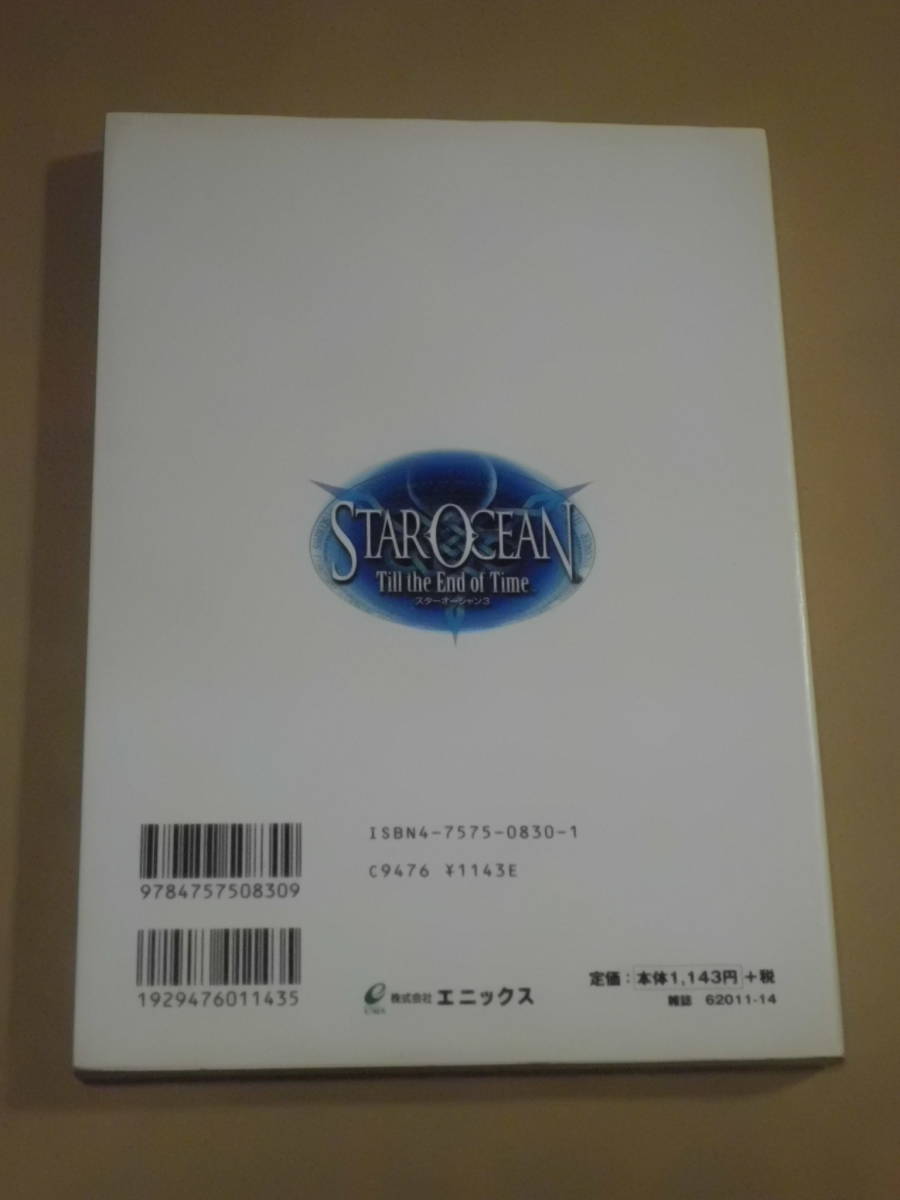 STAR OCEAN
Till the End of Time
スターオーシャン3
ISBN4-7575-0830-1
C9476 ¥1143E
9784757508309
1929476011435
株式会社 エニックス
定価：本体1,143円＋税
雑誌 62011-14